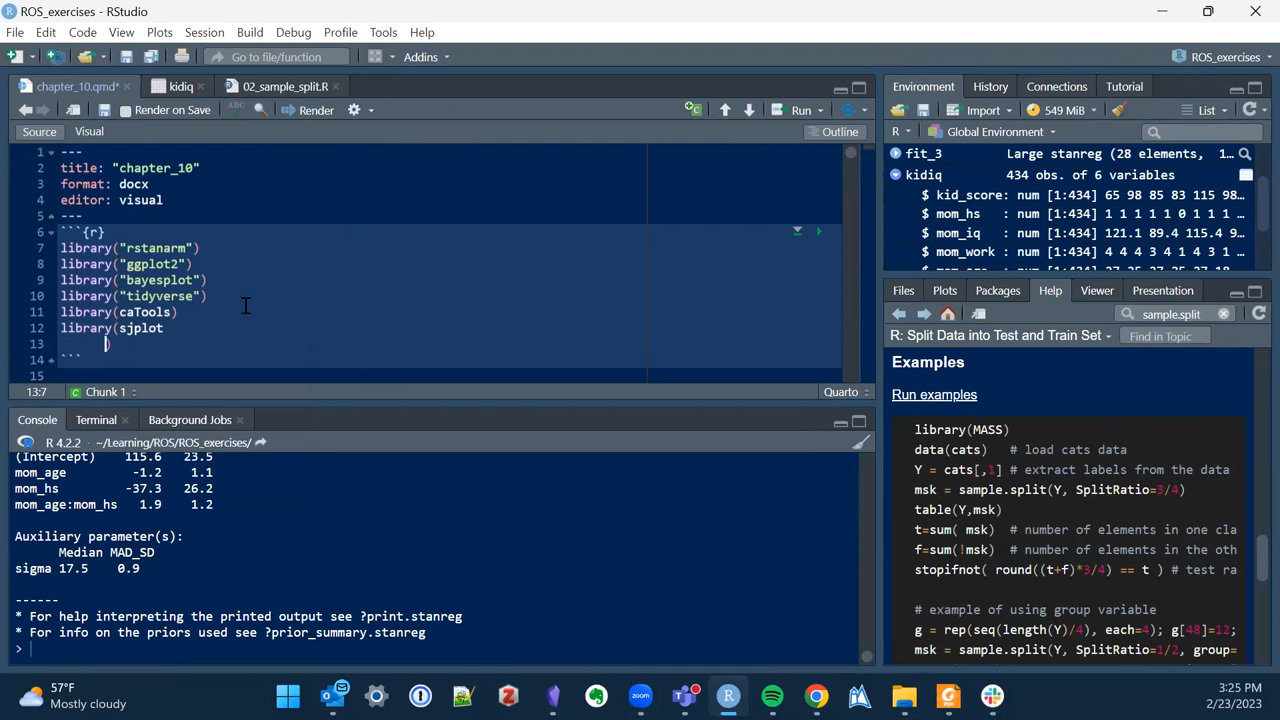 ROS_exercises - RStudio
File Edit Code View Plots Session Build Debug Profile Tools Help
Go to file/function Addins ROS_exercises
chapter_10.qmd* kidiq 02_sample_split.R
Render on Save ABC Render Run
Source Visual Outline
1 ---
2 title: "chapter_10"
3 format: docx
4 editor: visual
5 ---
6 ```{r}
7 library("rstanarm")
8 library("ggplot2")
9 library("bayesplot")
10 library("tidyverse")
11 library(caTools)
12 library(sjplot
13 )
14 ```
15
13:7 Chunk 1 Quarto
Console Terminal Background Jobs
R 4.2.2 · ~/Learning/ROS/ROS_exercises/
(Intercept) 115.6 23.5
mom_age -1.2 1.1
mom_hs -37.3 26.2
mom_age:mom_hs 1.9 1.2
Auxiliary parameter(s):
Median MAD_SD
sigma 17.5 0.9
------
* For help interpreting the printed output see ?print.stanreg
* For info on the priors used see ?prior_summary.stanreg
>
Environment History Connections Tutorial
Import 549 MiB List
R Global Environment
fit_3 Large stanreg (28 elements, 1…
kidiq 434 obs. of 6 variables
$ kid_score: num [1:434] 65 98 85 83 115 98…
$ mom_hs : num [1:434] 1 1 1 1 1 0 1 1 1 …
$ mom_iq : num [1:434] 121.1 89.4 115.4 9…
$ mom_work : num [1:434] 4 4 4 3 4 1 4 3 1 …
Files Plots Packages Help Viewer Presentation
sample.split
R: Split Data into Test and Train Set Find in Topic
Examples
Run examples
library(MASS)
data(cats) # load cats data
Y = cats[,1] # extract labels from the data
msk = sample.split(Y, SplitRatio=3/4)
table(Y,msk)
t=sum( msk) # number of elements in one cla
f=sum(!msk) # number of elements in the oth
stopifnot( round((t+f)*3/4) == t ) # test ra
# example of using group variable
g = rep(seq(length(Y)/4), each=4); g[48]=12;
msk = sample.split(Y, SplitRatio=1/2, group=
57°F
Mostly cloudy
zoom
3:25 PM
2/23/2023